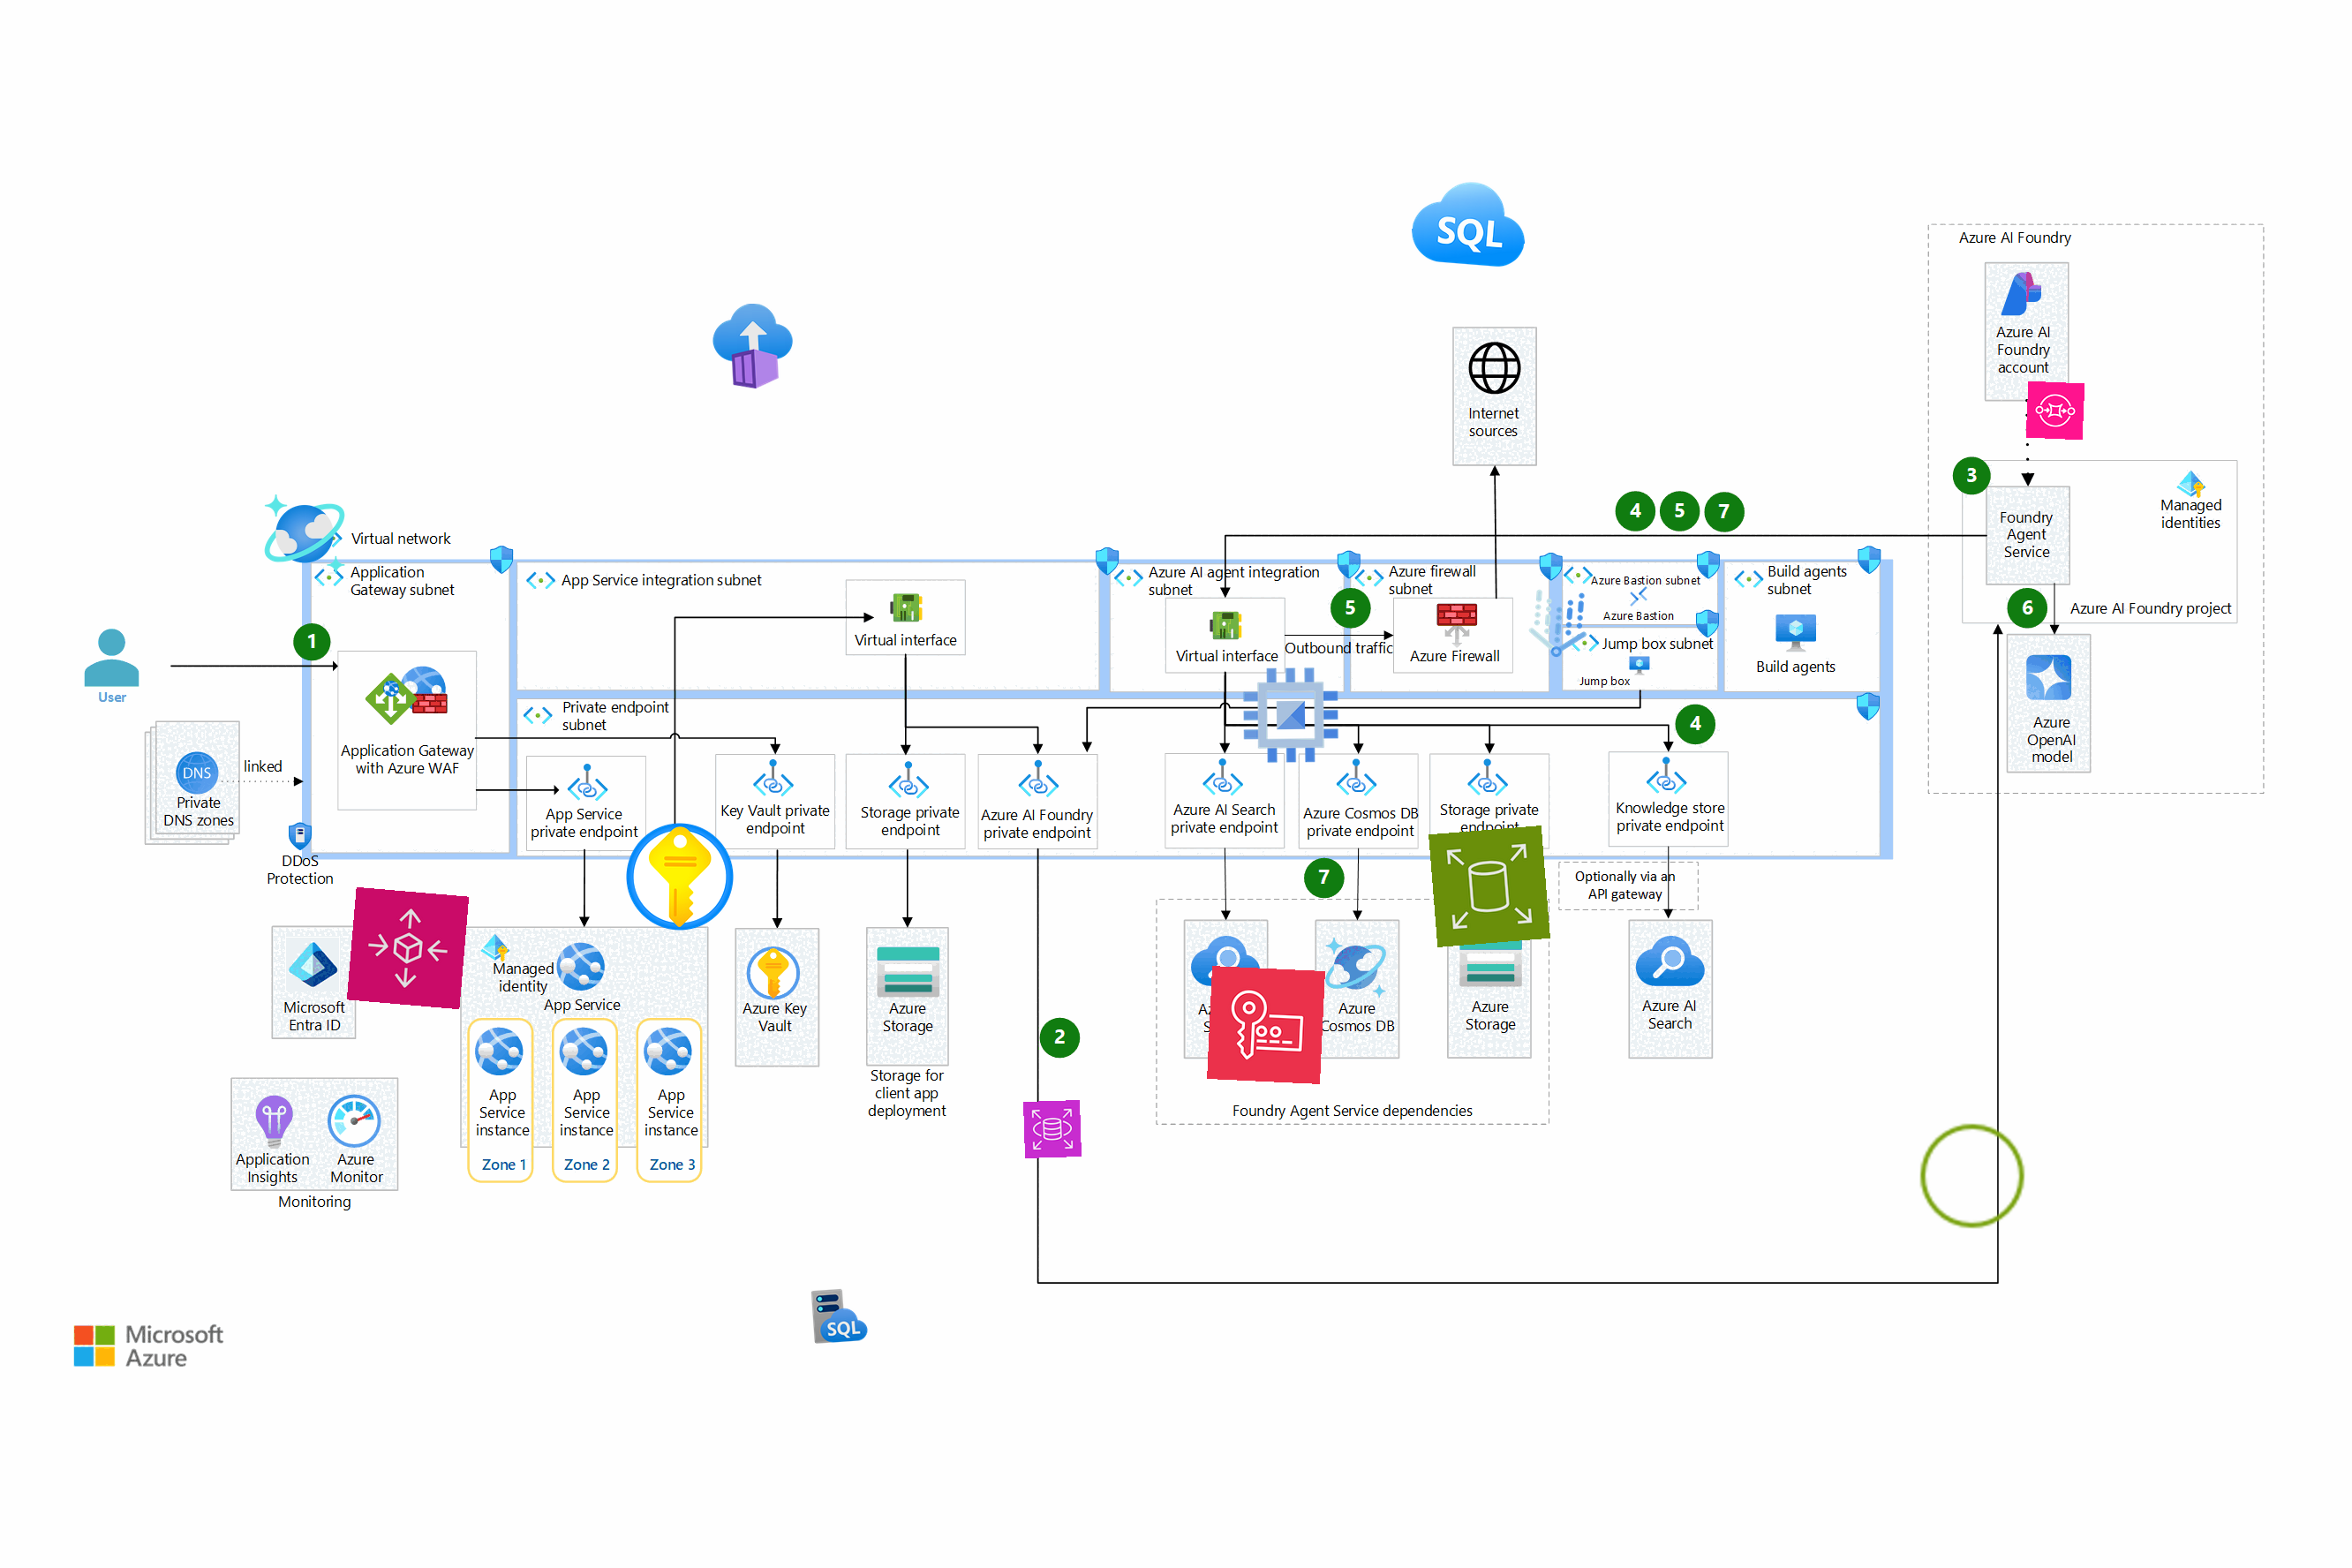 SQL
Azure AI Foundry
Azure AI
Foundry
account
Internet
sources
3
4
5
7
Managed
identities
Foundry
Agent
Service
6
Azure AI Foundry project
Azure
OpenAI
model
Virtual network
Application
Gateway subnet
App Service integration subnet
Virtual interface
Azure AI agent integration
subnet
Virtual interface
5
Outbound traffic
Azure firewall
subnet
Azure Firewall
Azure Bastion subnet
Azure Bastion
Jump box subnet
Jump box
Build agents
subnet
Build agents
1
User
Application Gateway
with Azure WAF
Private endpoint
subnet
DNS
Private
DNS zones
linked
DDoS
Protection
App Service
private endpoint
Key Vault private
endpoint
Storage private
endpoint
Azure AI Foundry
private endpoint
Azure AI Search
private endpoint
Azure Cosmos DB
private endpoint
Storage private
endpoint
4
Knowledge store
private endpoint
7
Optionally via an
API gateway
Microsoft
Entra ID
Managed
identity
App Service
App
Service
instance
Zone 1
App
Service
instance
Zone 2
App
Service
instance
Zone 3
Azure Key
Vault
Azure
Storage
Storage for
client app
deployment
2
Azure
Cosmos DB
Azure
Storage
Azure AI
Search
Foundry Agent Service dependencies
Application
Insights
Azure
Monitor
Monitoring
SQL
Microsoft
Azure